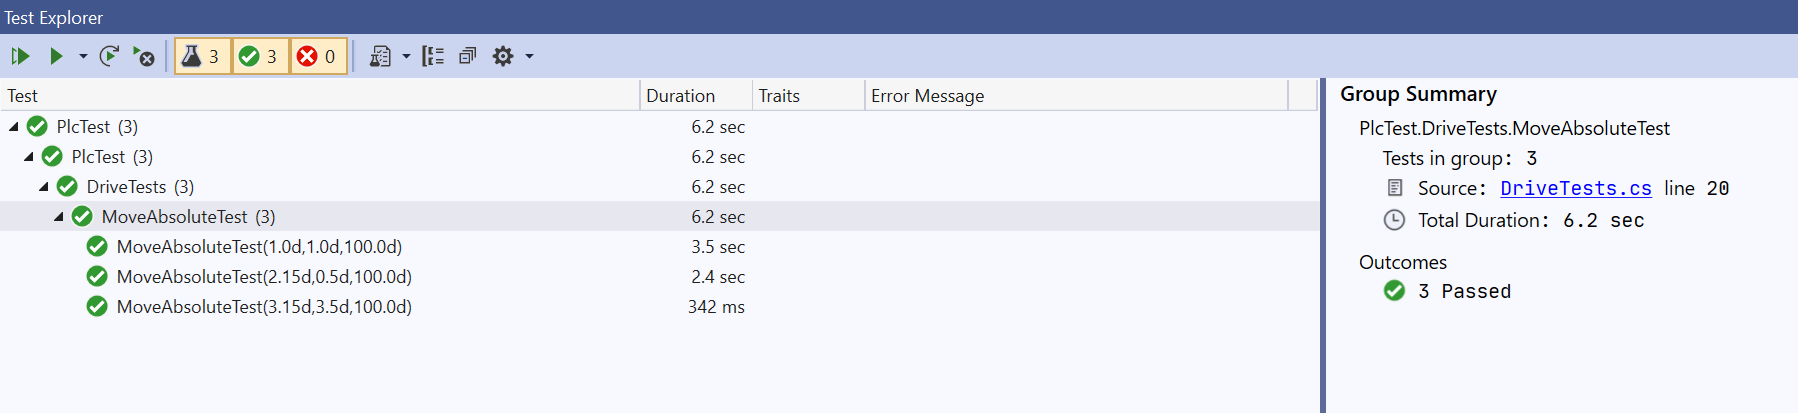 Test Explorer
3 3 0
Test Duration Traits Error Message
PlcTest (3) 6.2 sec
PlcTest (3) 6.2 sec
DriveTests (3) 6.2 sec
MoveAbsoluteTest (3) 6.2 sec
MoveAbsoluteTest(1.0d,1.0d,100.0d) 3.5 sec
MoveAbsoluteTest(2.15d,0.5d,100.0d) 2.4 sec
MoveAbsoluteTest(3.15d,3.5d,100.0d) 342 ms
Group Summary
PlcTest.DriveTests.MoveAbsoluteTest
Tests in group: 3
Source: DriveTests.cs line 20
Total Duration: 6.2 sec
Outcomes
3 Passed